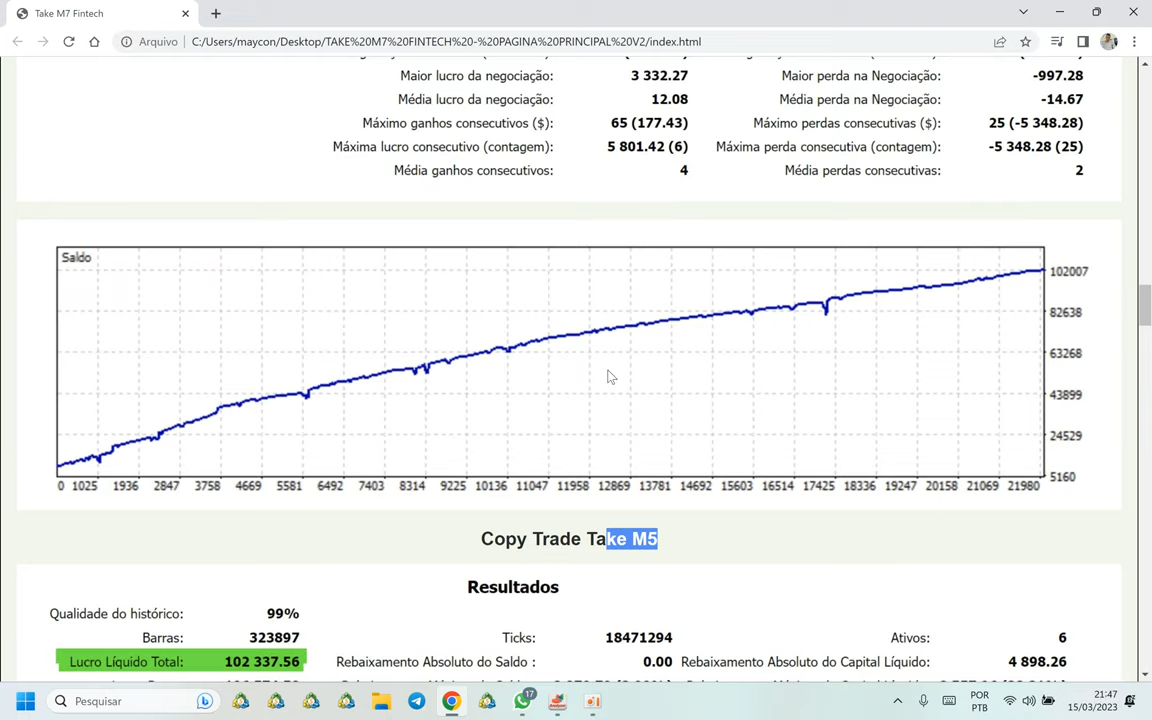 Take M7 Fintech
Arquivo C:/Users/maycon/Desktop/TAKE%20M7%20FINTECH%20-%20PAGINA%20PRINCIPAL%20V2/index.html
Maior lucro da negociação: 3 332.27 Maior perda na Negociação: -997.28
Média lucro da negociação: 12.08 Média perda na Negociação: -14.67
Máximo ganhos consecutivos ($): 65 (177.43) Máximo perdas consecutivas ($): 25 (-5 348.28)
Máxima lucro consecutivo (contagem): 5 801.42 (6) Máxima perda consecutiva (contagem): -5 348.28 (25)
Média ganhos consecutivos: 4 Média perdas consecutivas: 2
Saldo
102007
82638
63268
43899
24529
5160
0 1025 1936 2847 3758 4669 5581 6492 7403 8314 9225 10136 11047 11958 12869 13781 14692 15603 16514 17425 18336 19247 20158 21069 21980
Copy Trade Take M5
Resultados
Qualidade do histórico: 99%
Barras: 323897 Ticks: 18471294 Ativos: 6
Lucro Líquido Total: 102 337.56 Rebaixamento Absoluto do Saldo : 0.00 Rebaixamento Absoluto do Capital Líquido: 4 898.26
Pesquisar
17
POR
PTB
21:47
15/03/2023